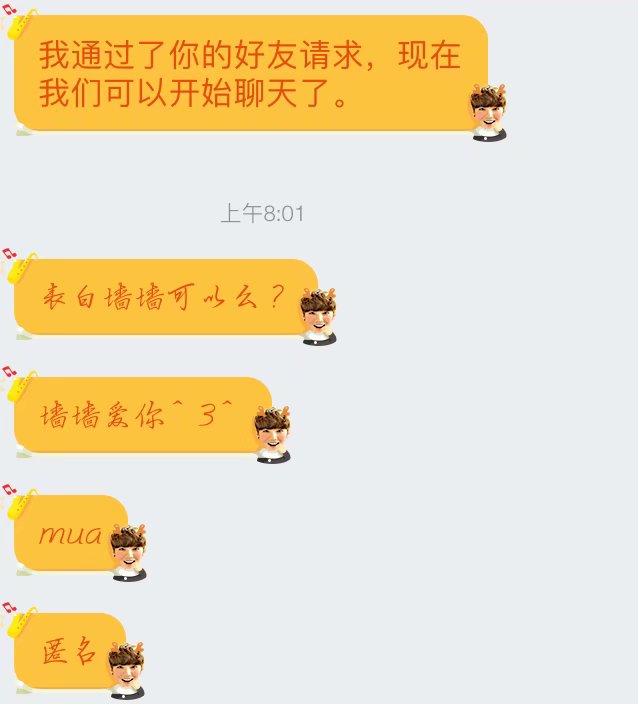 我通过了你的好友请求，现在
我们可以开始聊天了。
上午8:01
表白墙墙可以么？
墙墙爱你^ 3^
mua
匿名